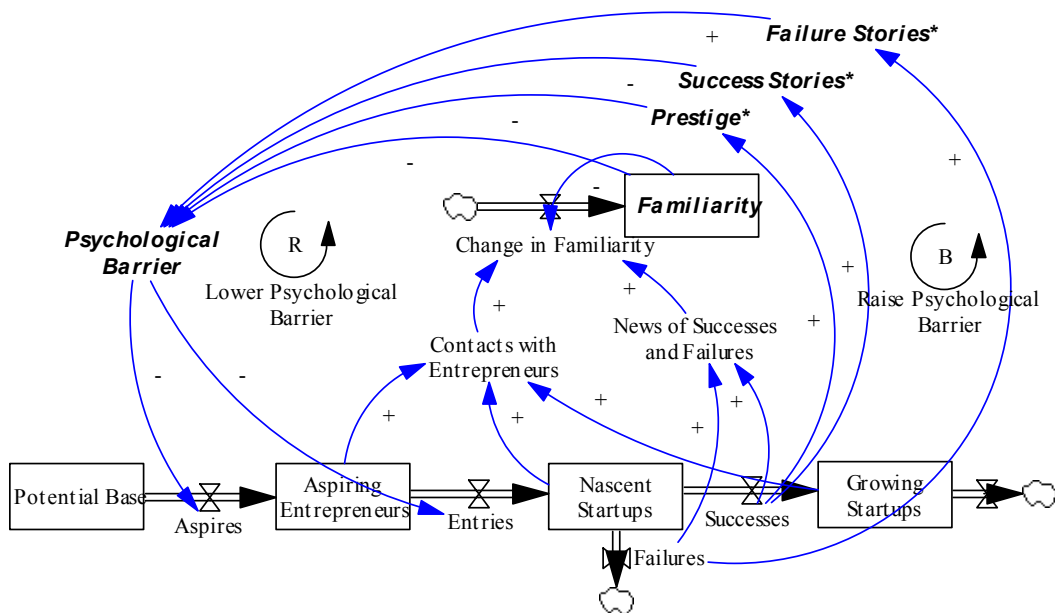 Failure Stories*
+
Success Stories*
-
Prestige*
-
+
-
-
Familiarity
Psychological
Barrier
R
Change in Familiarity
B
Lower Psychological
Barrier
+
Raise Psychological
Barrier
+
+
News of Successes
and Failures
+
Contacts with
Entrepreneurs
-
-
+
+
+
+
+
Potential Base
Aspiring
Entrepreneurs
Nascent
Startups
Growing
Startups
Aspires
Entries
Successes
Failures